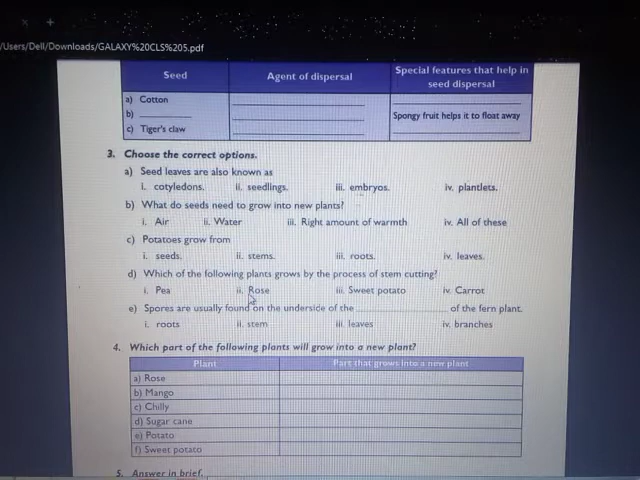 /Users/Dell/Downloads/GALAXY%20CLS%205.pdf
Seed
Agent of dispersal
Special features that help in
seed dispersal
a) Cotton
b)
Spongy fruit helps it to float away
c) Tiger's claw
3. Choose the correct options.
a) Seed leaves are also known as
i. cotyledons. ii. seedlings. iii. embryos. iv. plantlets.
b) What do seeds need to grow into new plants?
i. Air ii. Water iii. Right amount of warmth iv. All of these
c) Potatoes grow from
i. seeds. ii. stems. iii. roots. iv. leaves.
d) Which of the following plants grows by the process of stem cutting?
i. Pea ii. Rose iii. Sweet potato iv. Carrot
e) Spores are usually found on the underside of the ____________ of the fern plant.
i. roots ii. stem iii. leaves iv. branches
4. Which part of the following plants will grow into a new plant?
Plant Part that grows into a new plant
a) Rose
b) Mango
c) Chilly
d) Sugar cane
e) Potato
f) Sweet potato
5. Answer in brief.